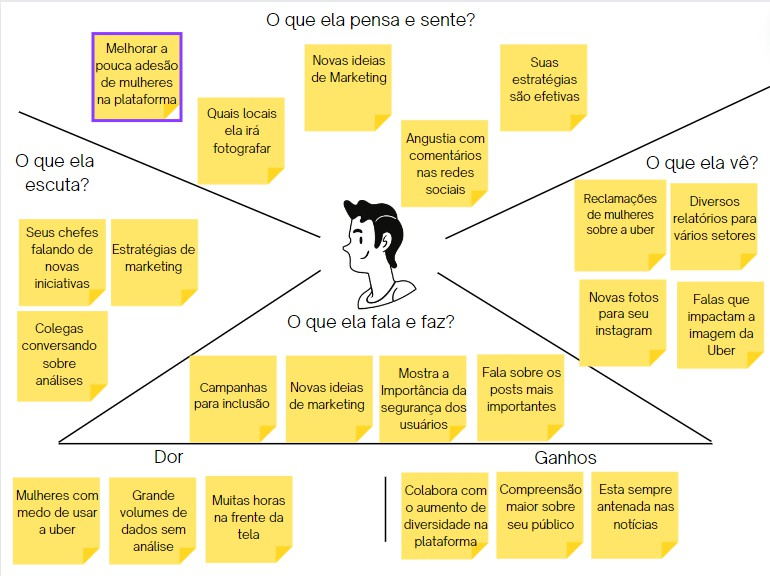 O que ela pensa e sente?
Melhorar a
pouca adesão
de mulheres
na plataforma
Quais locais
ela irá
fotografar
Novas ideias
de Marketing
Angustia com
comentários
nas redes
sociais
Suas
estratégias
são efetivas
O que ela
escuta?
Seus chefes
falando de
novas
iniciativas
Estratégias de
marketing
Colegas
conversando
sobre
análises
O que ela vê?
Reclamações
de mulheres
sobre a uber
Diversos
relatórios para
vários setores
Novas fotos
para seu
instagram
Falas que
impactam a
imagem da
Uber
O que ela fala e faz?
Campanhas
para inclusão
Novas ideias
de marketing
Mostra a
Importância da
segurança dos
usuários
Fala sobre os
posts mais
importantes
Dor
Mulheres com
medo de usar
a uber
Grande
volumes de
dados sem
análise
Muitas horas
na frente da
tela
Ganhos
Colabora com
o aumento de
diversidade na
plataforma
Compreensão
maior sobre
seu público
Esta sempre
antenada nas
notícias